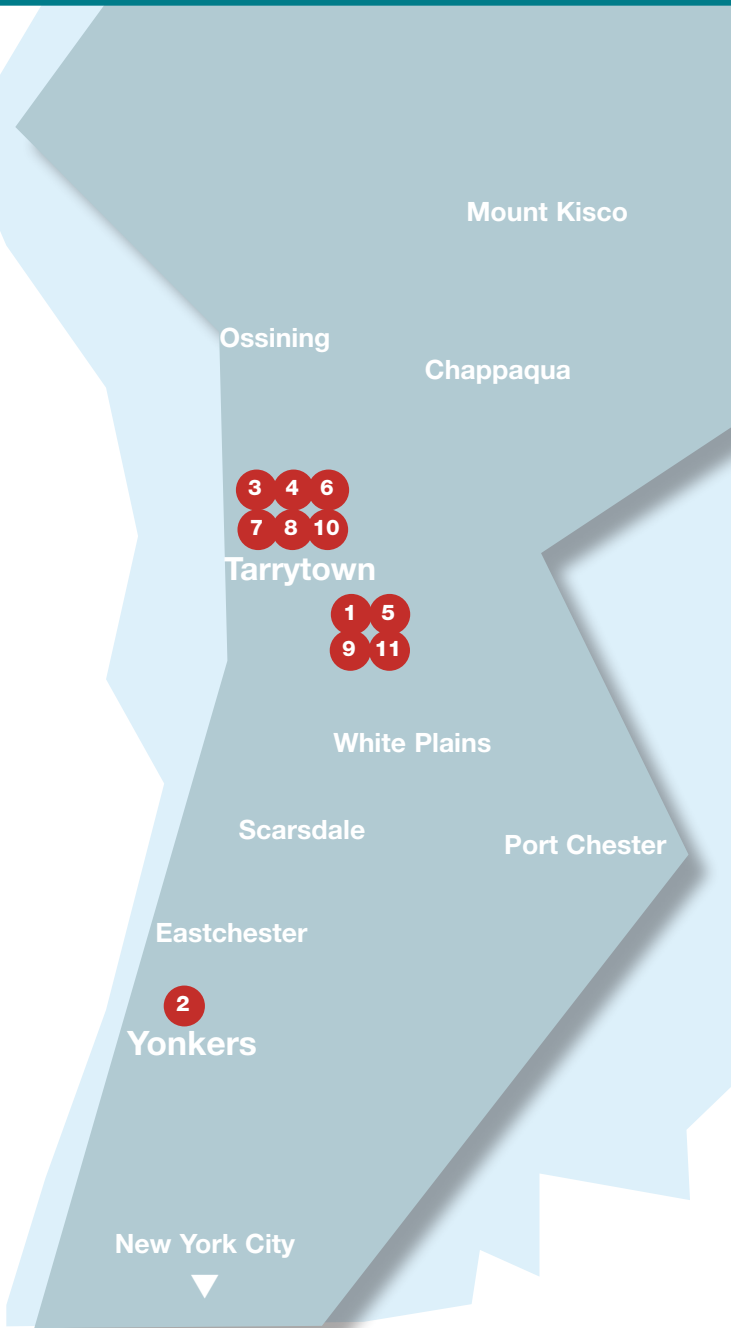 Mount Kisco
Ossining
Chappaqua
3 4 6
7 8 10
Tarrytown
1 5
9 11
White Plains
Scarsdale
Port Chester
Eastchester
2
Yonkers
New York City